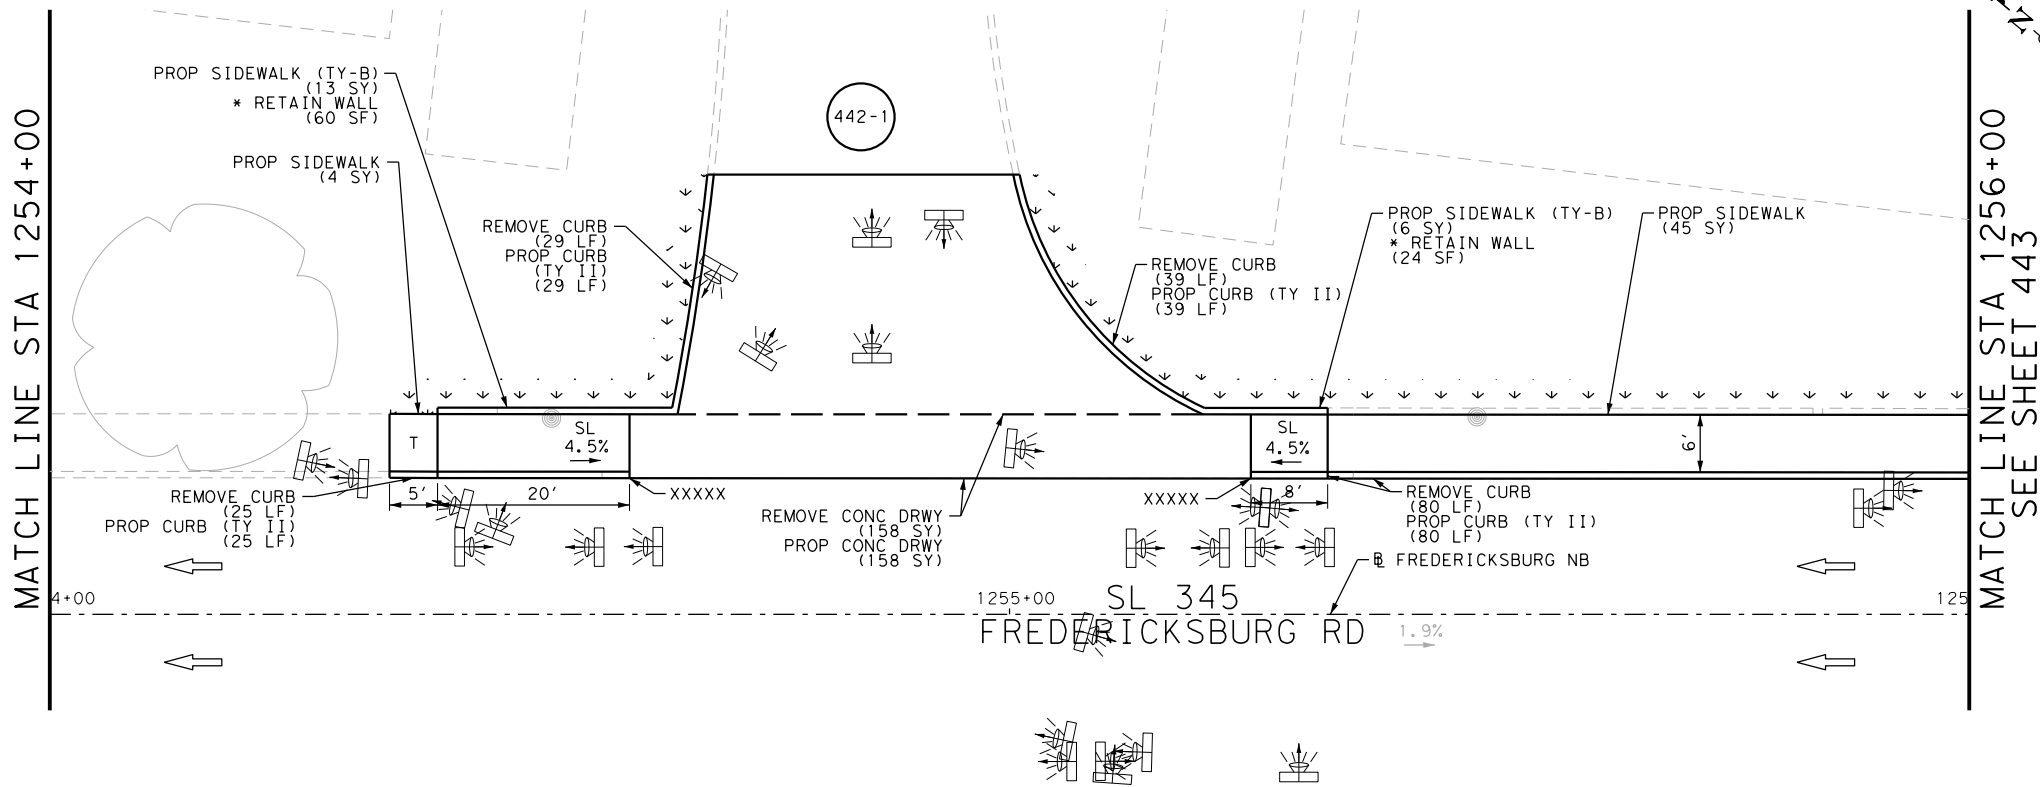 MATCH LINE STA 1254+00
PROP SIDEWALK (TY-B)
(13 SY)
* RETAIN WALL
(60 SF)
PROP SIDEWALK
(4 SY)
442-1
REMOVE CURB
(29 LF)
PROP CURB
(TY II)
(29 LF)
REMOVE CURB
(39 LF)
PROP CURB (TY II)
(39 LF)
PROP SIDEWALK (TY-B)
(6 SY)
* RETAIN WALL
(24 SF)
PROP SIDEWALK
(45 SY)
N
MATCH LINE STA 1256+00
SEE SHEET 443
T
SL
4.5%
SL
4.5%
6'
5'
20'
XXXXX
XXXXX
8'
REMOVE CURB
(25 LF)
PROP CURB (TY II)
(25 LF)
REMOVE CONC DRWY
(158 SY)
PROP CONC DRWY
(158 SY)
REMOVE CURB
(80 LF)
PROP CURB (TY II)
(80 LF)
FREDERICKSBURG NB
4+00
1255+00
SL 345
125
FREDERICKSBURG RD
1.9%